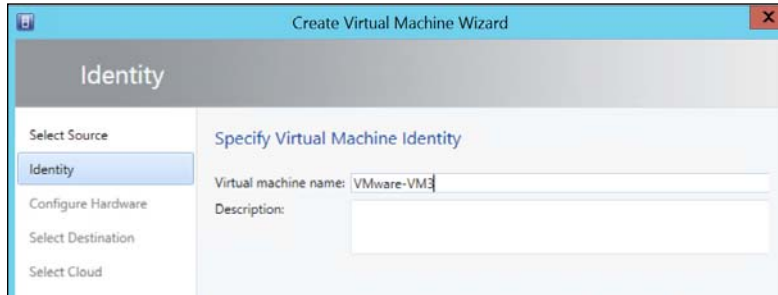 Create Virtual Machine Wizard
X
Identity
Select Source
Identity
Configure Hardware
Select Destination
Select Cloud
Specify Virtual Machine Identity
Virtual machine name: VMware-VM3
Description: